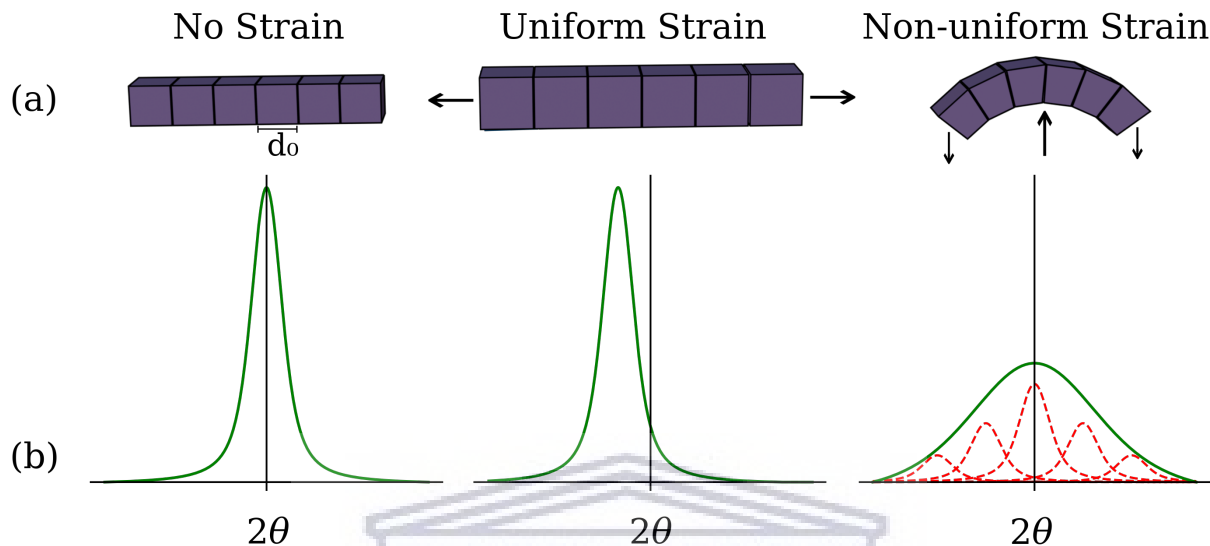 No Strain
Uniform Strain
Non-uniform Strain
(a)
d₀
(b)
2θ
2θ
2θ